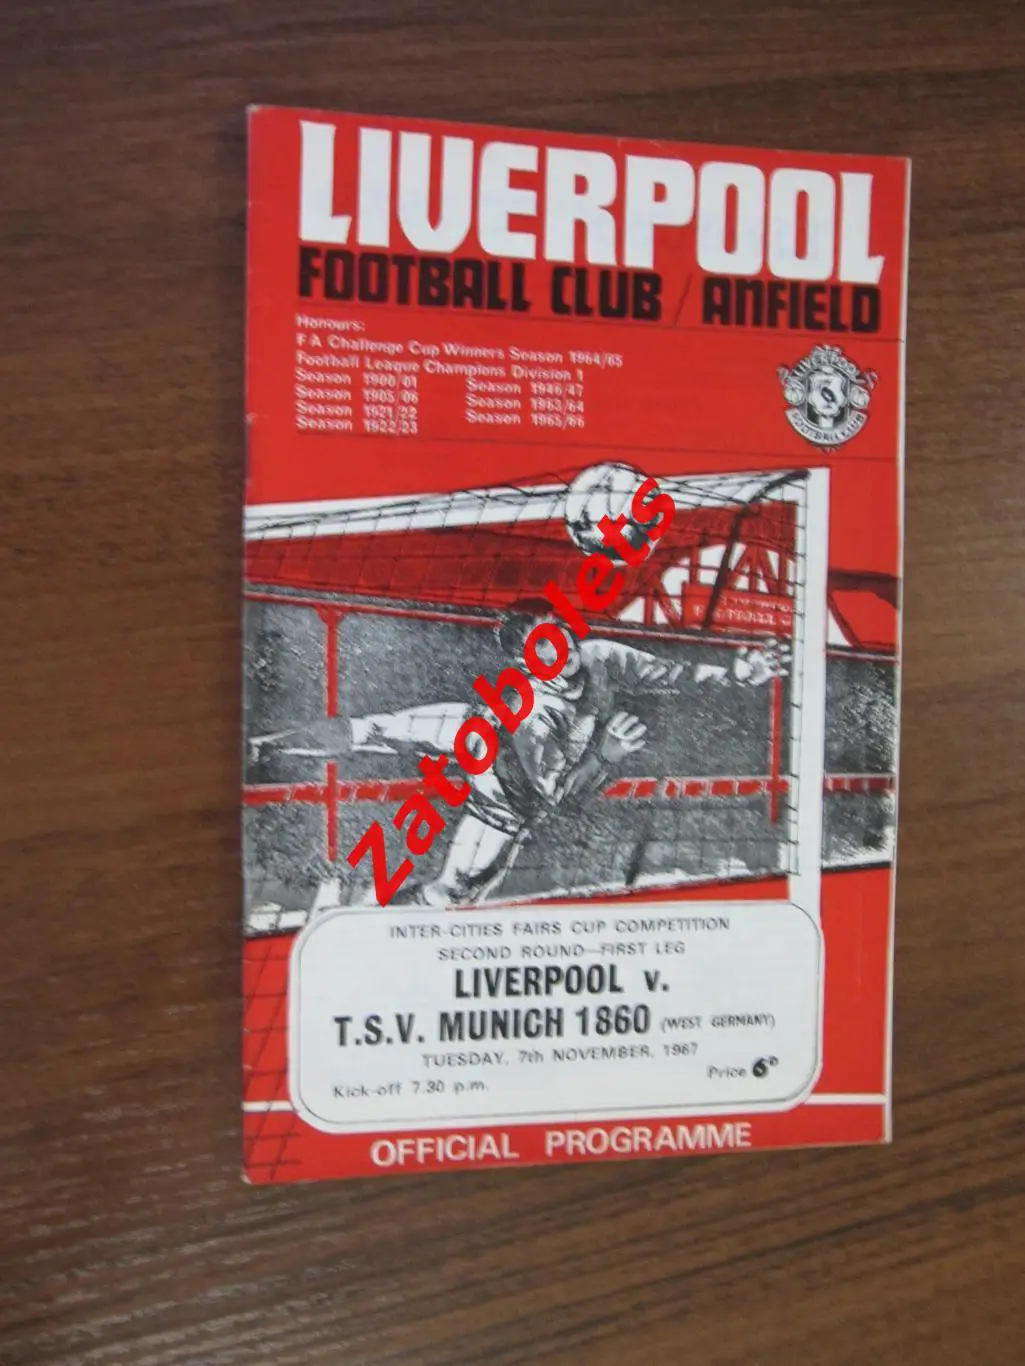 LIVERPOOL
FOOTBALL CLUB / ANFIELD
Honours:
F A Challenge Cup Winners Season 1964/65
Football League Champions Division 1
Season 1900/01 Season 1946/47
Season 1905/06 Season 1963/64
Season 1921/22 Season 1965/66
Season 1922/23
LIVERPOOL
FOOTBALL CLUB
Zatobolets
INTER-CITIES FAIRS CUP COMPETITION
SECOND ROUND—FIRST LEG
LIVERPOOL v.
T.S.V. MUNICH 1860 (WEST GERMANY)
TUESDAY, 7th NOVEMBER, 1967
Kick-off 7.30 p.m.
Price 6D
OFFICIAL PROGRAMME